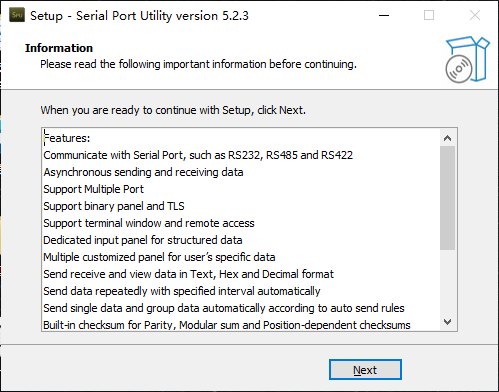 Setup - Serial Port Utility version 5.2.3
Information
Please read the following important information before continuing.
When you are ready to continue with Setup, click Next.
Features:
Communicate with Serial Port, such as RS232, RS485 and RS422
Asynchronous sending and receiving data
Support Multiple Port
Support binary panel and TLS
Support terminal window and remote access
Dedicated input panel for structured data
Multiple customized panel for user's specific data
Send receive and view data in Text, Hex and Decimal format
Send data repeatedly with specified interval automatically
Send single data and group data automatically according to auto send rules
Built-in checksum for Parity, Modular sum and Position-dependent checksums
Next